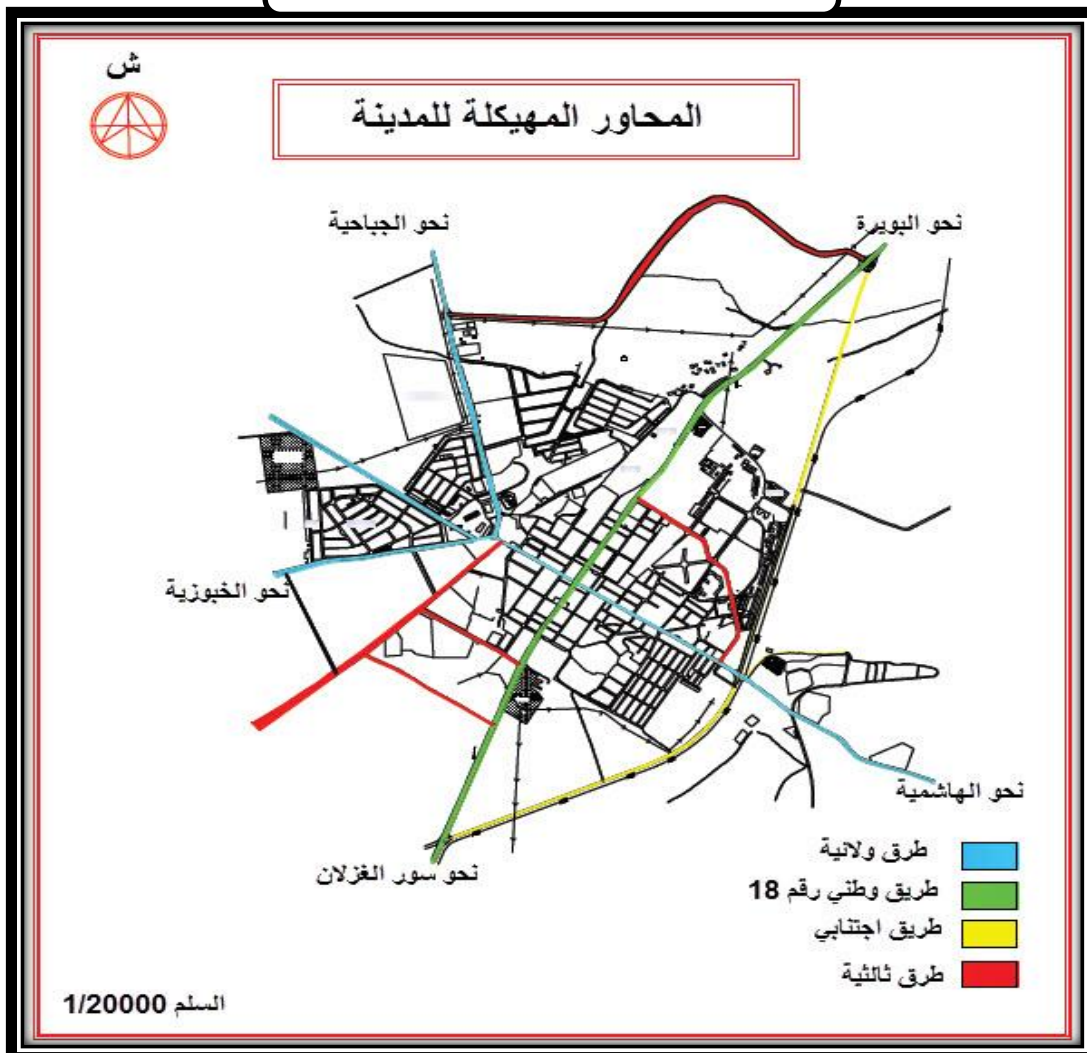 ش
المحاور المهيكلة للمدينة
نحو الجباحية
نحو البويرة
نحو الخبوزية
نحو الهاشمية
نحو سور الغزلان
طرق ولائية
طريق وطني رقم 18
طريق اجتنابي
طرق ثالثية
السلم 1/20000